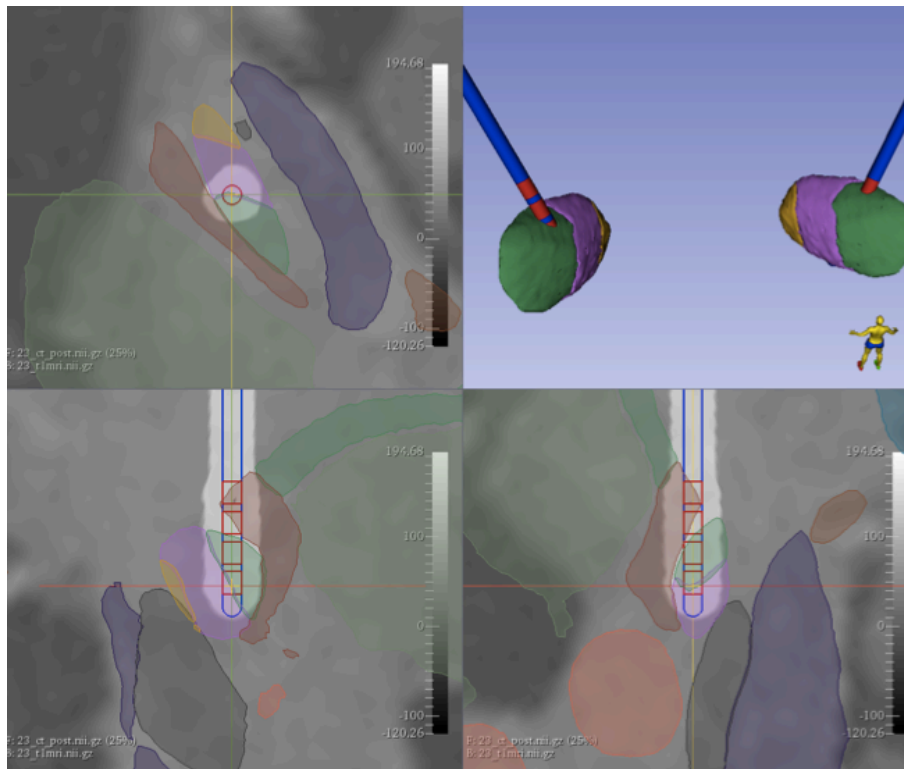 194.68
100
0
-100
-120.26
F: 23_ct_post.nii.gz (25%)
B: 23_t1mri.nii.gz
194.68
100
0
-100
-120.26
F: 23_ct_post.nii.gz (25%)
B: 23_t1mri.nii.gz
194.68
100
0
-100
-120.26
F: 23_ct_post.nii.gz (25%)
B: 23_t1mri.nii.gz